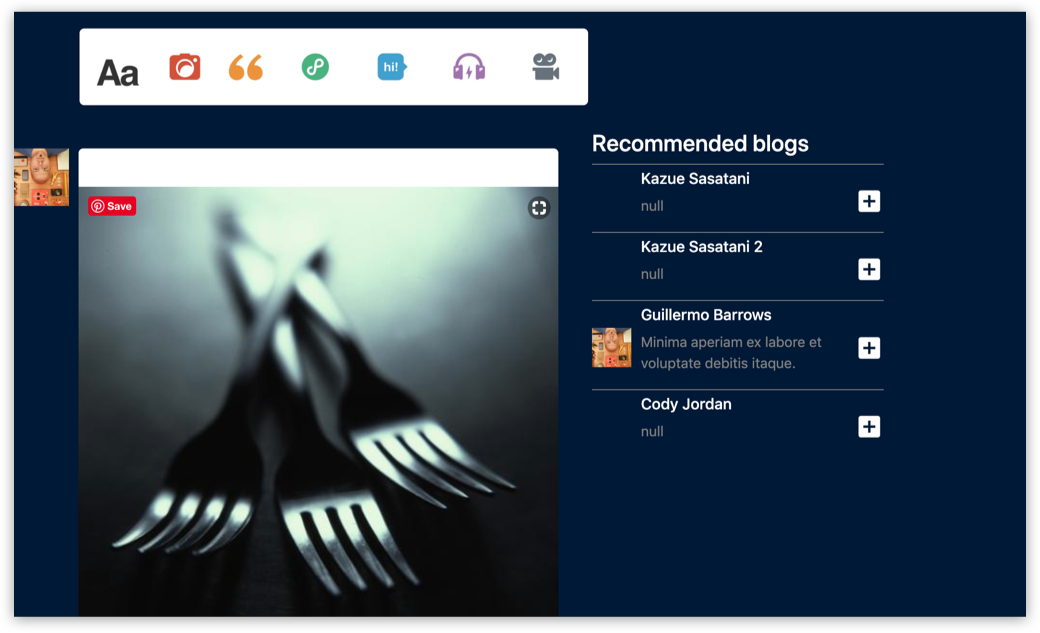 Aa
hi!
Recommended blogs
Kazue Sasatani
null
Save
Kazue Sasatani 2
null
Guillermo Barrows
Minima aperiam ex labore et
voluptate debitis itaque.
Cody Jordan
null